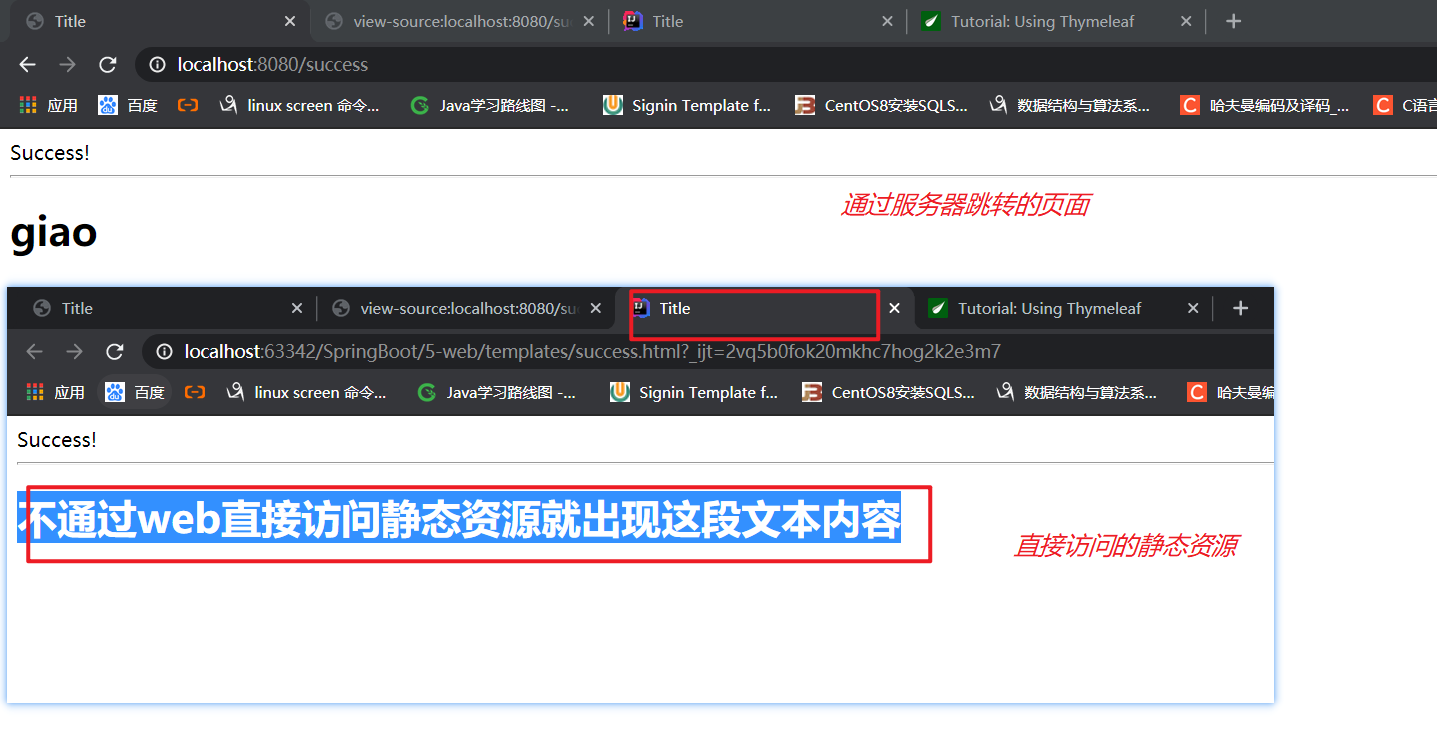 Title
view-source:localhost:8080/su
Title
Tutorial: Using Thymeleaf
localhost:8080/success
应用
百度
linux screen 命令...
Java学习路线图 -...
Signin Template f...
CentOS8安装SQLS...
数据结构与算法系...
哈夫曼编码及译码_...
C语言
Success!
通过服务器跳转的页面
giao
Title
view-source:localhost:8080/su
Title
Tutorial: Using Thymeleaf
localhost:63342/SpringBoot/5-web/templates/success.html?_ijt=2vq5b0fok20mkhc7hog2k2e3m7
应用
百度
linux screen 命令...
Java学习路线图 -...
Signin Template f...
CentOS8安装SQLS...
数据结构与算法系...
哈夫曼编
Success!
不通过web直接访问静态资源就出现这段文本内容
直接访问的静态资源